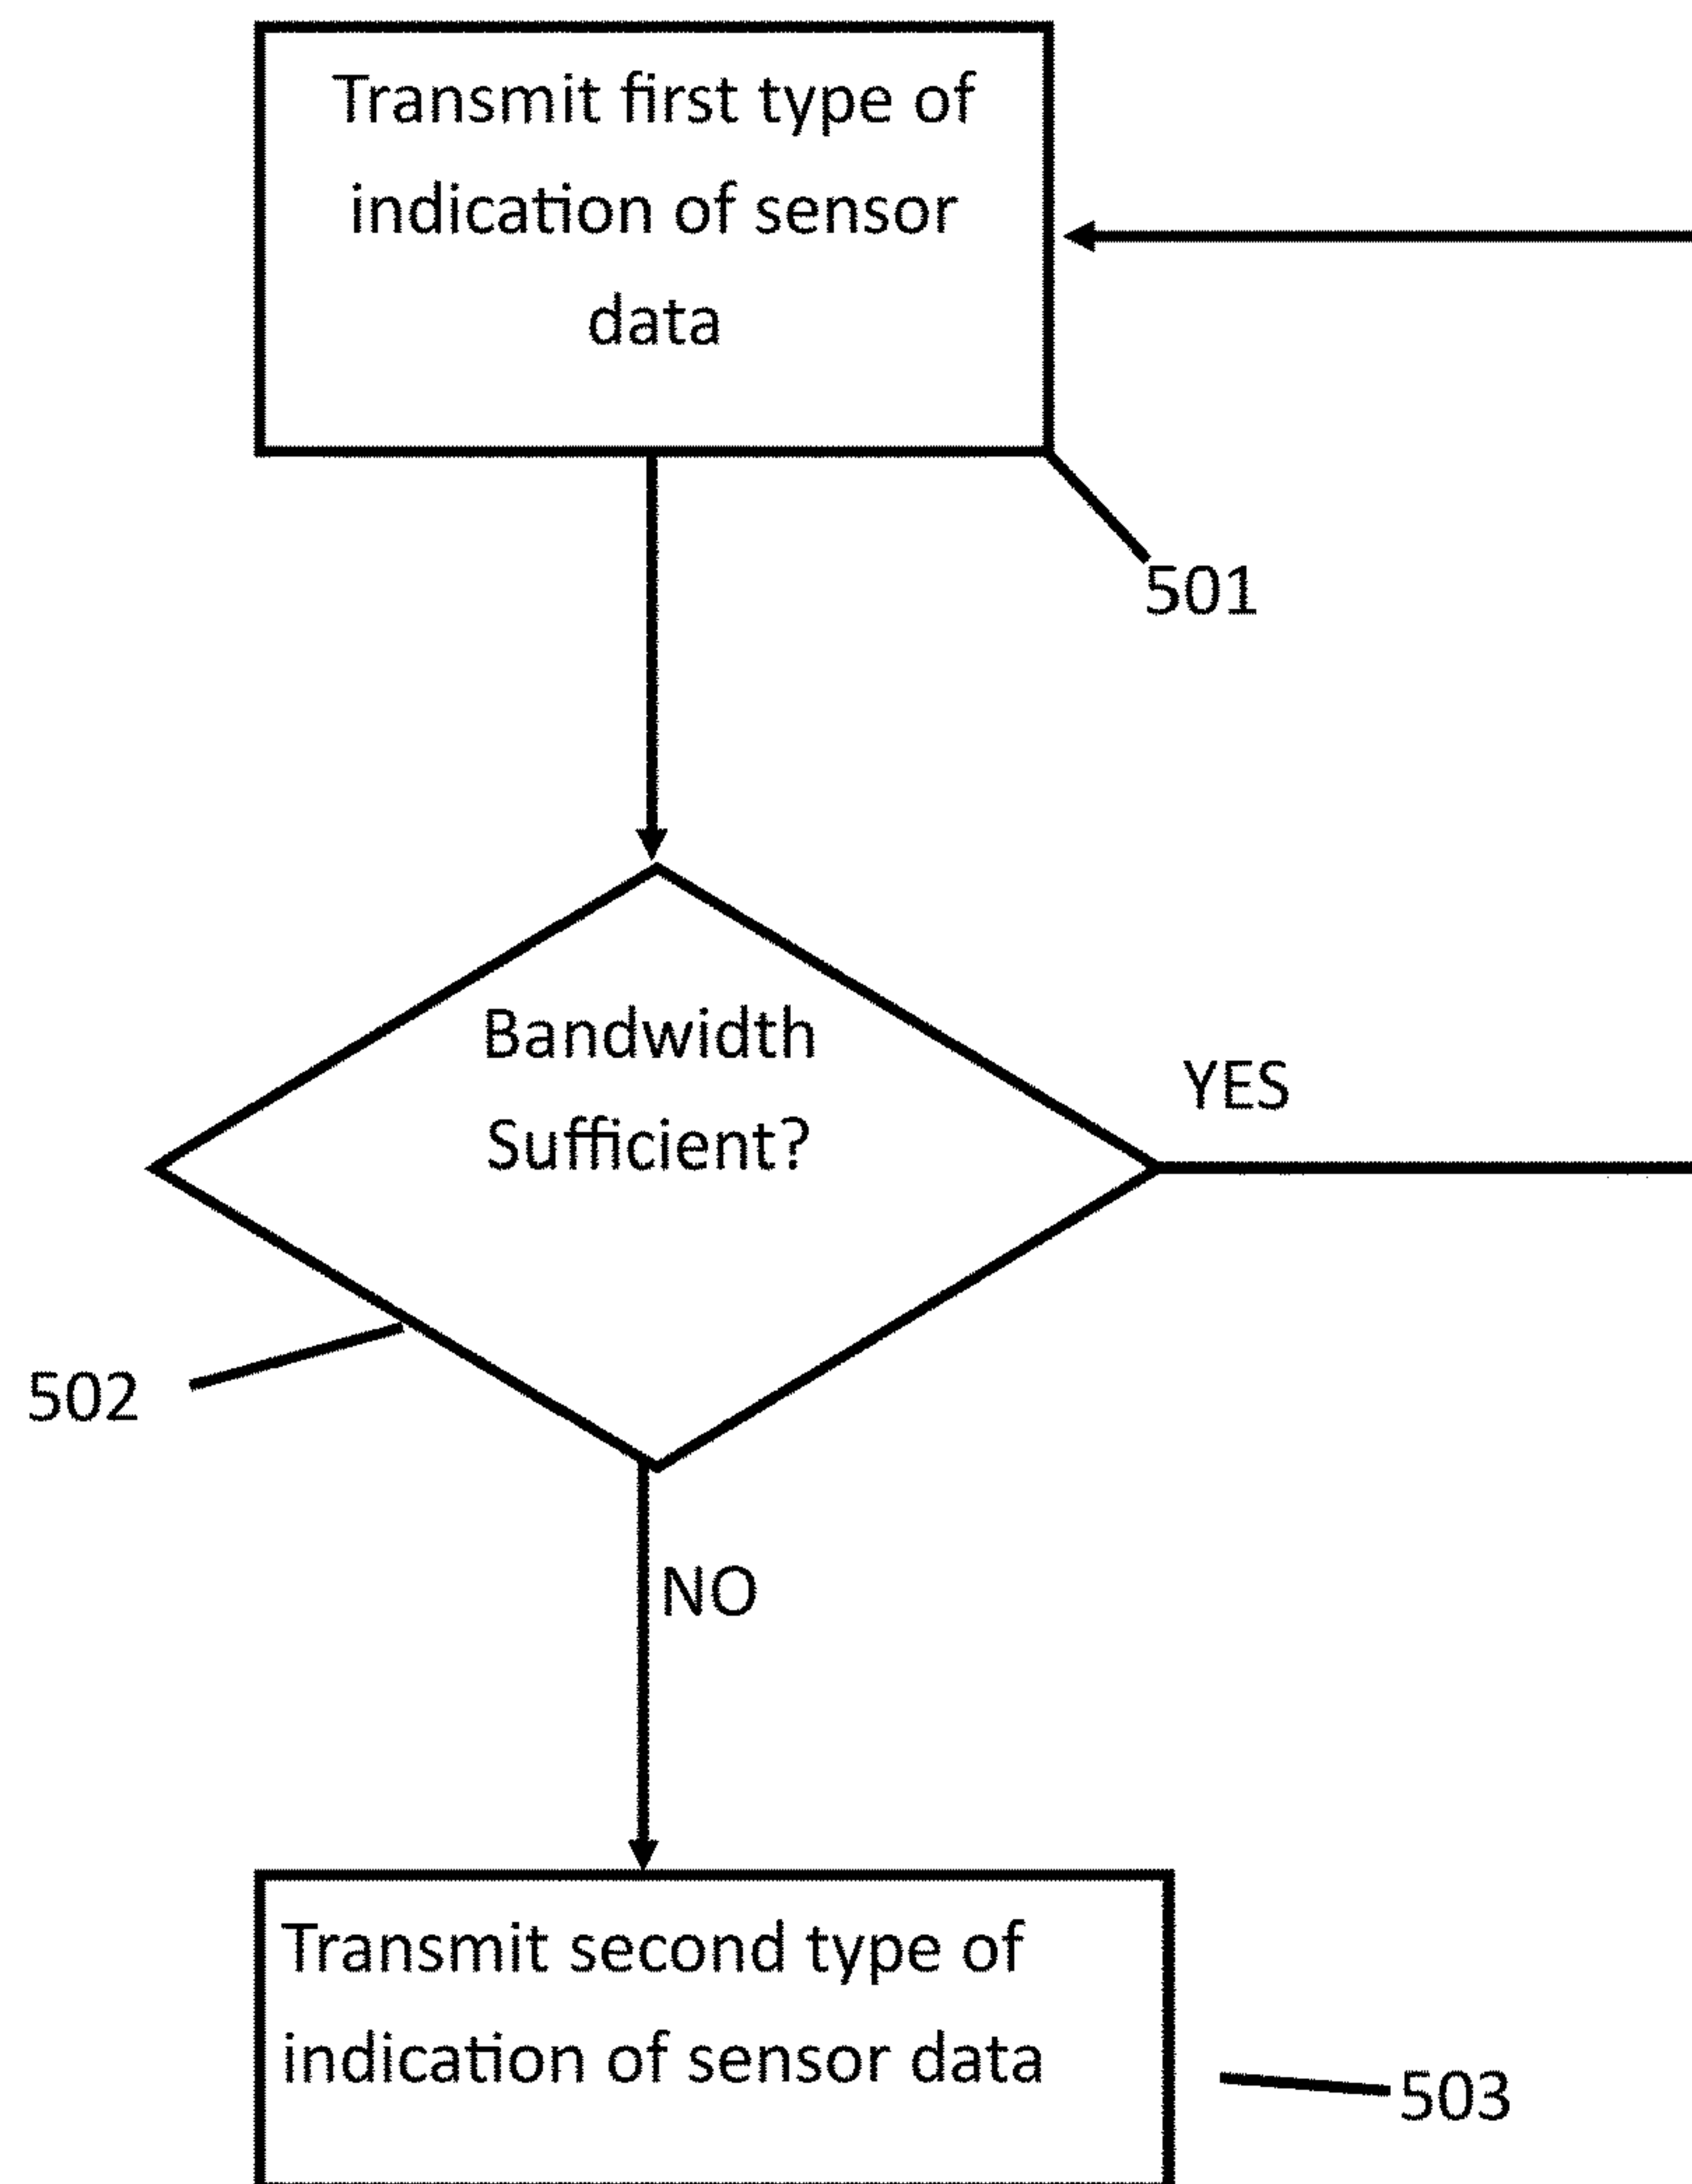 Transmit first type of
indication of sensor
data
501
Bandwidth
Sufficient?
YES
502
NO
Transmit second type of
indication of sensor data
503